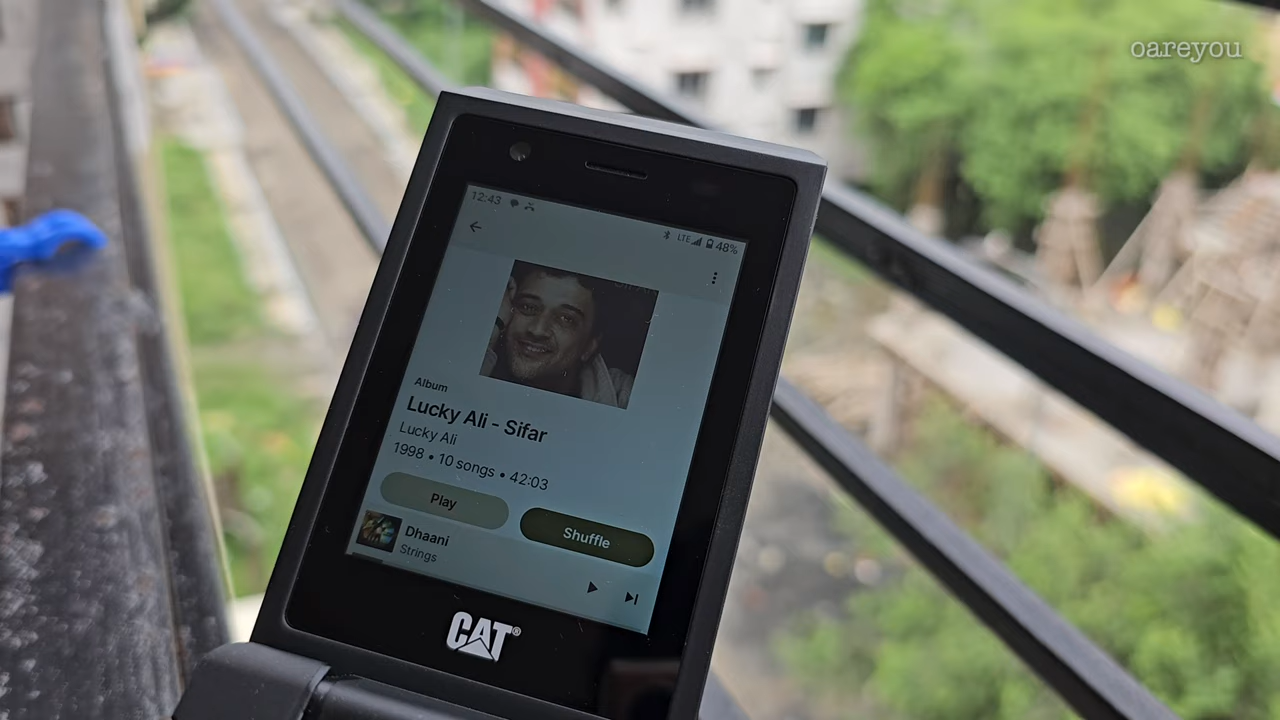 oareyou
12:43
LTE 48%
Album
Lucky Ali - Sifar
Lucky Ali
1998 • 10 songs • 42:03
Play
Shuffle
Dhaani
Strings
CAT®